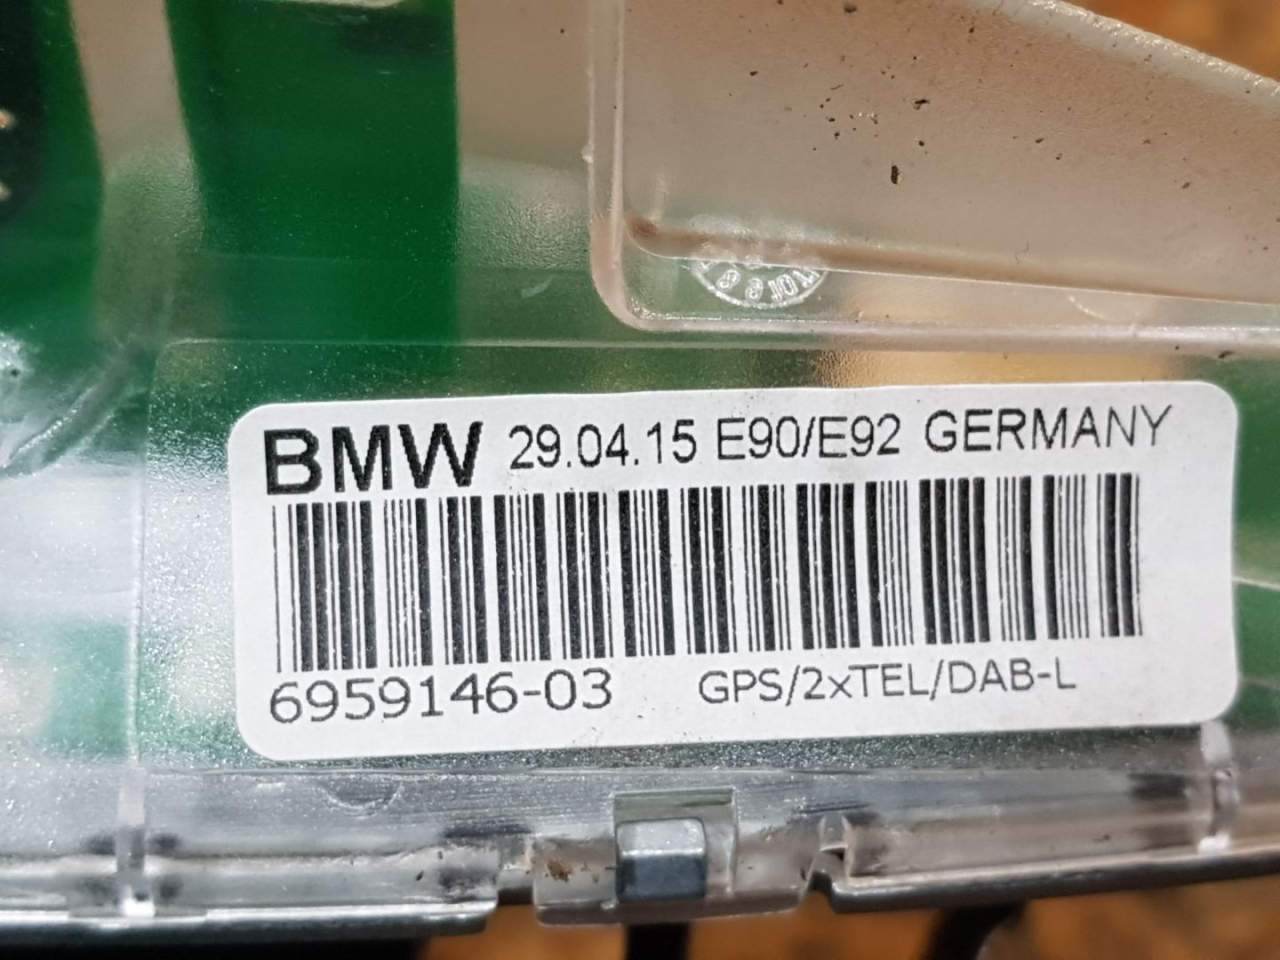 BMW 29.04.15 E90/E92 GERMANY
6959146-03 GPS/2xTEL/DAB-L